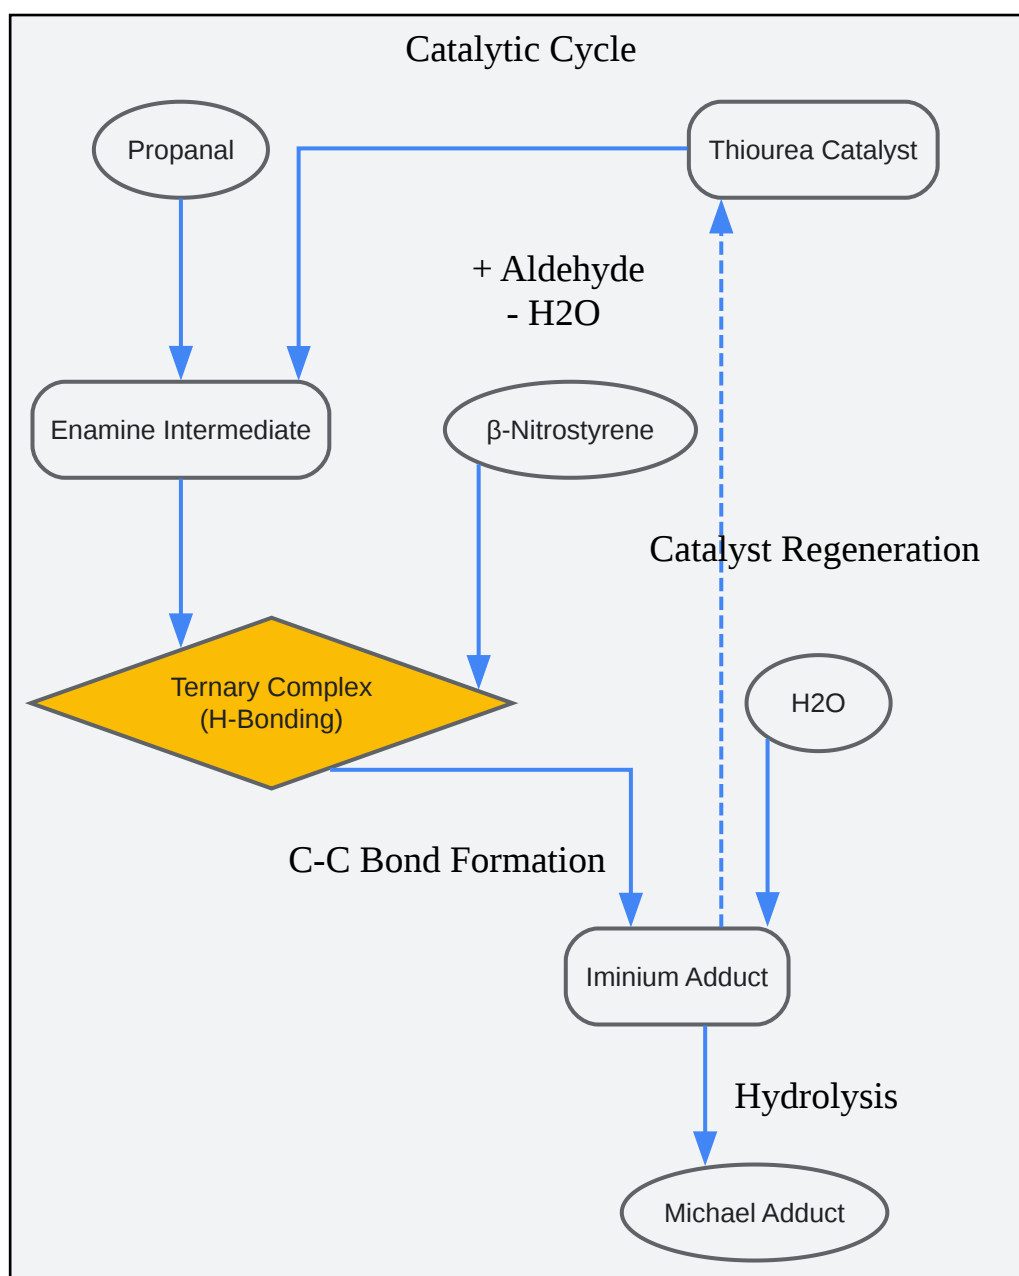 Catalytic Cycle
Propanal
Thiourea Catalyst
+ Aldehyde
- H2O
Enamine Intermediate
β-Nitrostyrene
Catalyst Regeneration
Ternary Complex
(H-Bonding)
H2O
C-C Bond Formation
Iminium Adduct
Hydrolysis
Michael Adduct